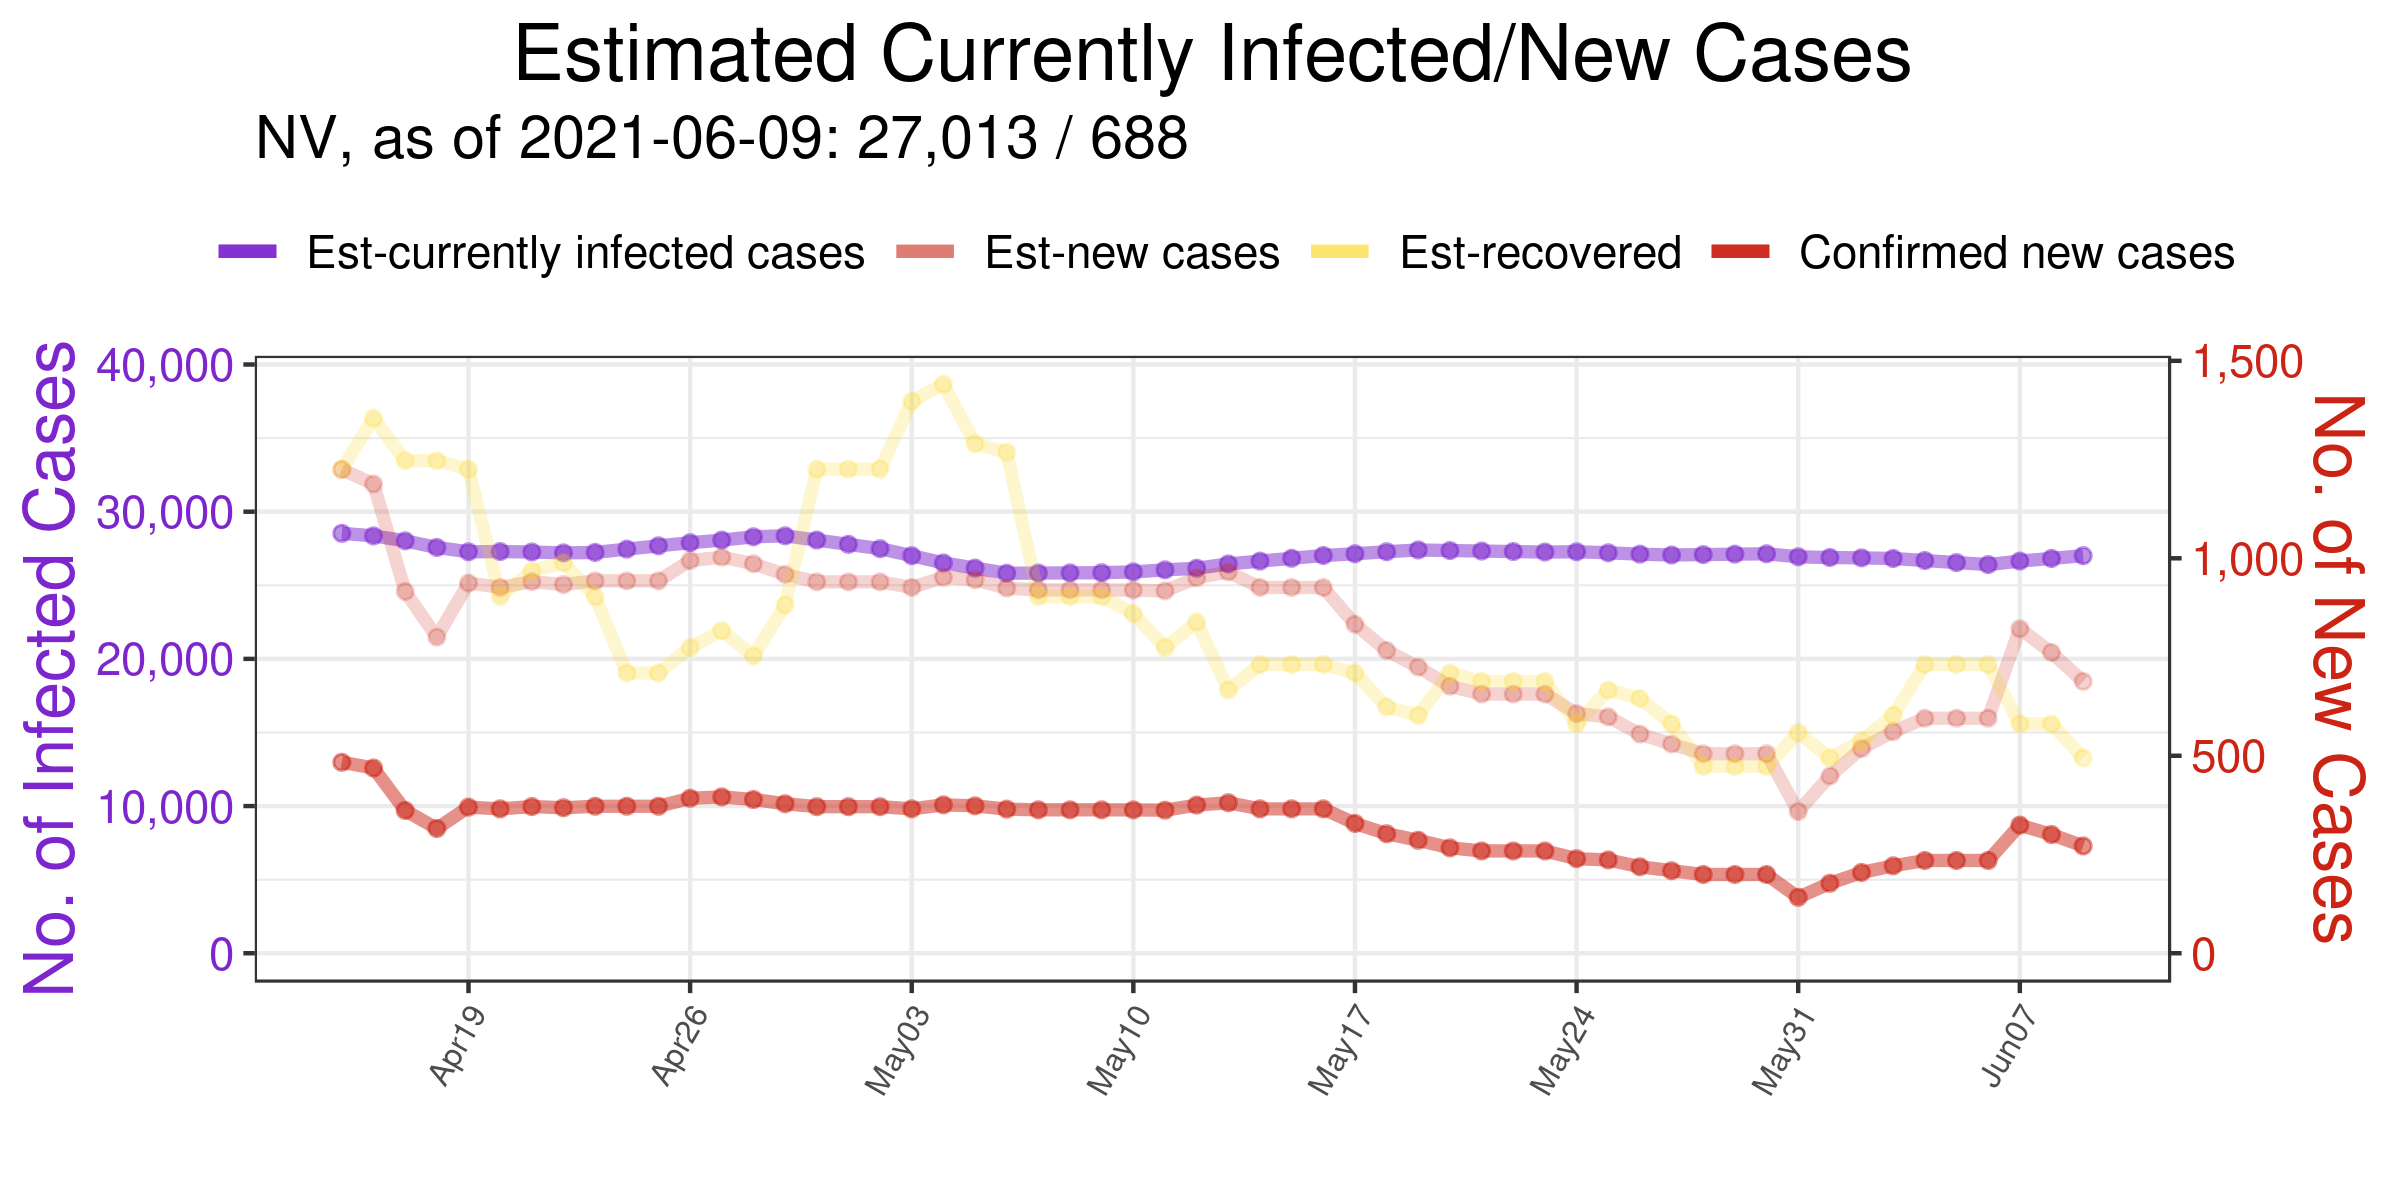 Estimated Currently Infected/New Cases
NV, as of 2021-06-09: 27,013 / 688
Est-currently infected cases Est-new cases Est-recovered Confirmed new cases
No. of Infected Cases
40,000
30,000
20,000
10,000
0
1,500
1,000
500
0
No. of New Cases
Apr19 Apr26 May03 May10 May17 May24 May31 Jun07